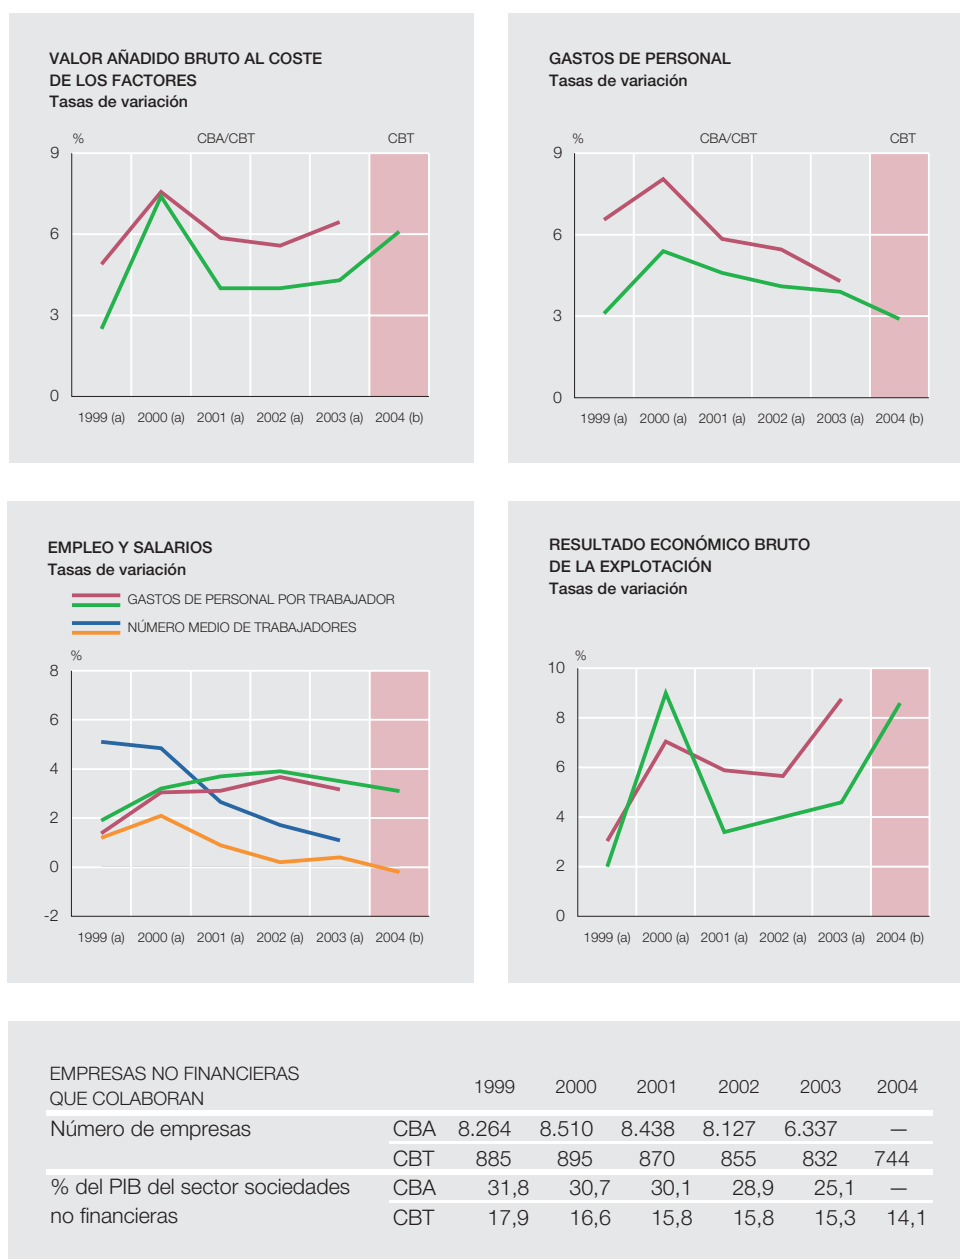 VALOR AÑADIDO BRUTO AL COSTE
DE LOS FACTORES
Tasas de variación
% CBA/CBT CBT
9
6
3
0
1999 (a) 2000 (a) 2001 (a) 2002 (a) 2003 (a) 2004 (b)
GASTOS DE PERSONAL
Tasas de variación
% CBA/CBT CBT
9
6
3
0
1999 (a) 2000 (a) 2001 (a) 2002 (a) 2003 (a) 2004 (b)
EMPLEO Y SALARIOS
Tasas de variación
GASTOS DE PERSONAL POR TRABAJADOR
NÚMERO MEDIO DE TRABAJADORES
%
8
6
4
2
0
-2
1999 (a) 2000 (a) 2001 (a) 2002 (a) 2003 (a) 2004 (b)
RESULTADO ECONÓMICO BRUTO
DE LA EXPLOTACIÓN
Tasas de variación
%
10
8
6
4
2
0
1999 (a) 2000 (a) 2001 (a) 2002 (a) 2003 (a) 2004 (b)
EMPRESAS NO FINANCIERAS
QUE COLABORAN 1999 2000 2001 2002 2003 2004
Número de empresas CBA 8.264 8.510 8.438 8.127 6.337 —
CBT 885 895 870 855 832 744
% del PIB del sector sociedades CBA 31,8 30,7 30,1 28,9 25,1 —
no financieras CBT 17,9 16,6 15,8 15,8 15,3 14,1